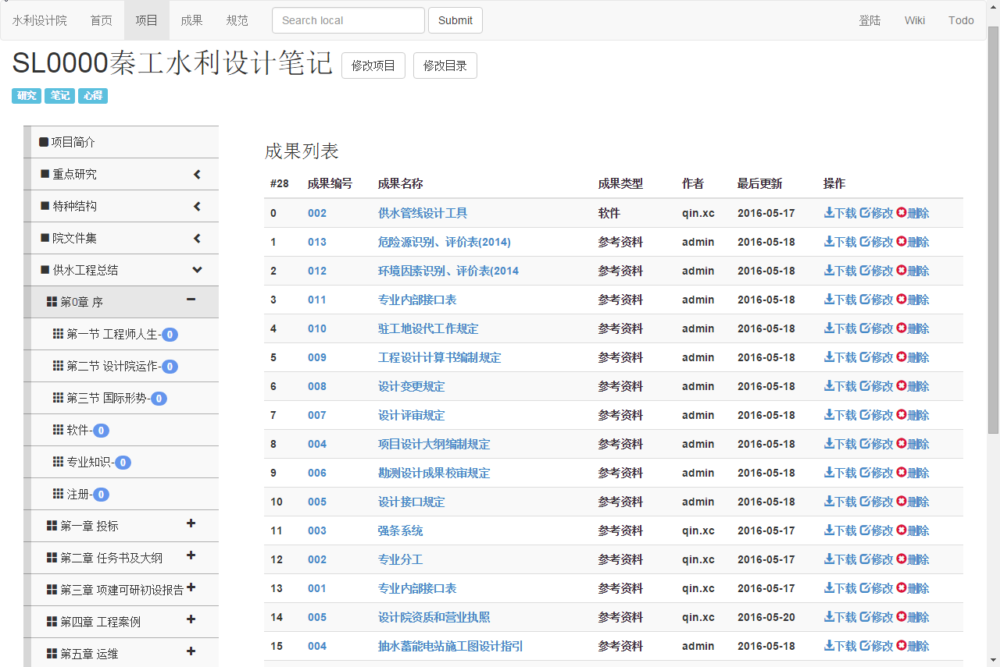 水利设计院 首页 项目 成果 规范 Search local Submit 登陆 Wiki Todo
SL0000秦工水利设计笔记 修改项目 修改目录
研究 笔记 心得
项目简介
重点研究
特种结构
院文件集
供水工程总结
第0章 序
第一节 工程师人生-0
第二节 设计院运作-0
第三节 国际形势-0
软件-0
专业知识-0
注册-0
第一章 投标
第二章 任务书及大纲
第三章 项建可研初设报告
第四章 工程案例
第五章 运维
成果列表
#28 成果编号 成果名称 成果类型 作者 最后更新 操作
0 002 供水管线设计工具 软件 qin.xc 2016-05-17 下载 修改 删除
1 013 危险源识别、评价表(2014) 参考资料 admin 2016-05-18 下载 修改 删除
2 012 环境因素识别、评价表(2014 参考资料 admin 2016-05-18 下载 修改 删除
3 011 专业内部接口表 参考资料 admin 2016-05-18 下载 修改 删除
4 010 驻工地设代工作规定 参考资料 admin 2016-05-18 下载 修改 删除
5 009 工程设计计算书编制规定 参考资料 admin 2016-05-18 下载 修改 删除
6 008 设计变更规定 参考资料 admin 2016-05-18 下载 修改 删除
7 007 设计评审规定 参考资料 admin 2016-05-18 下载 修改 删除
8 004 项目设计大纲编制规定 参考资料 admin 2016-05-18 下载 修改 删除
9 006 勘测设计成果校审规定 参考资料 admin 2016-05-18 下载 修改 删除
10 005 设计接口规定 参考资料 admin 2016-05-18 下载 修改 删除
11 003 强条系统 参考资料 qin.xc 2016-05-17 下载 修改 删除
12 002 专业分工 参考资料 qin.xc 2016-05-17 下载 修改 删除
13 001 专业内部接口表 参考资料 qin.xc 2016-05-17 下载 修改 删除
14 005 设计院资质和营业执照 参考资料 qin.xc 2016-05-20 下载 修改 删除
15 004 抽水蓄能电站施工图设计指引 参考资料 admin 2016-05-18 下载 修改 删除